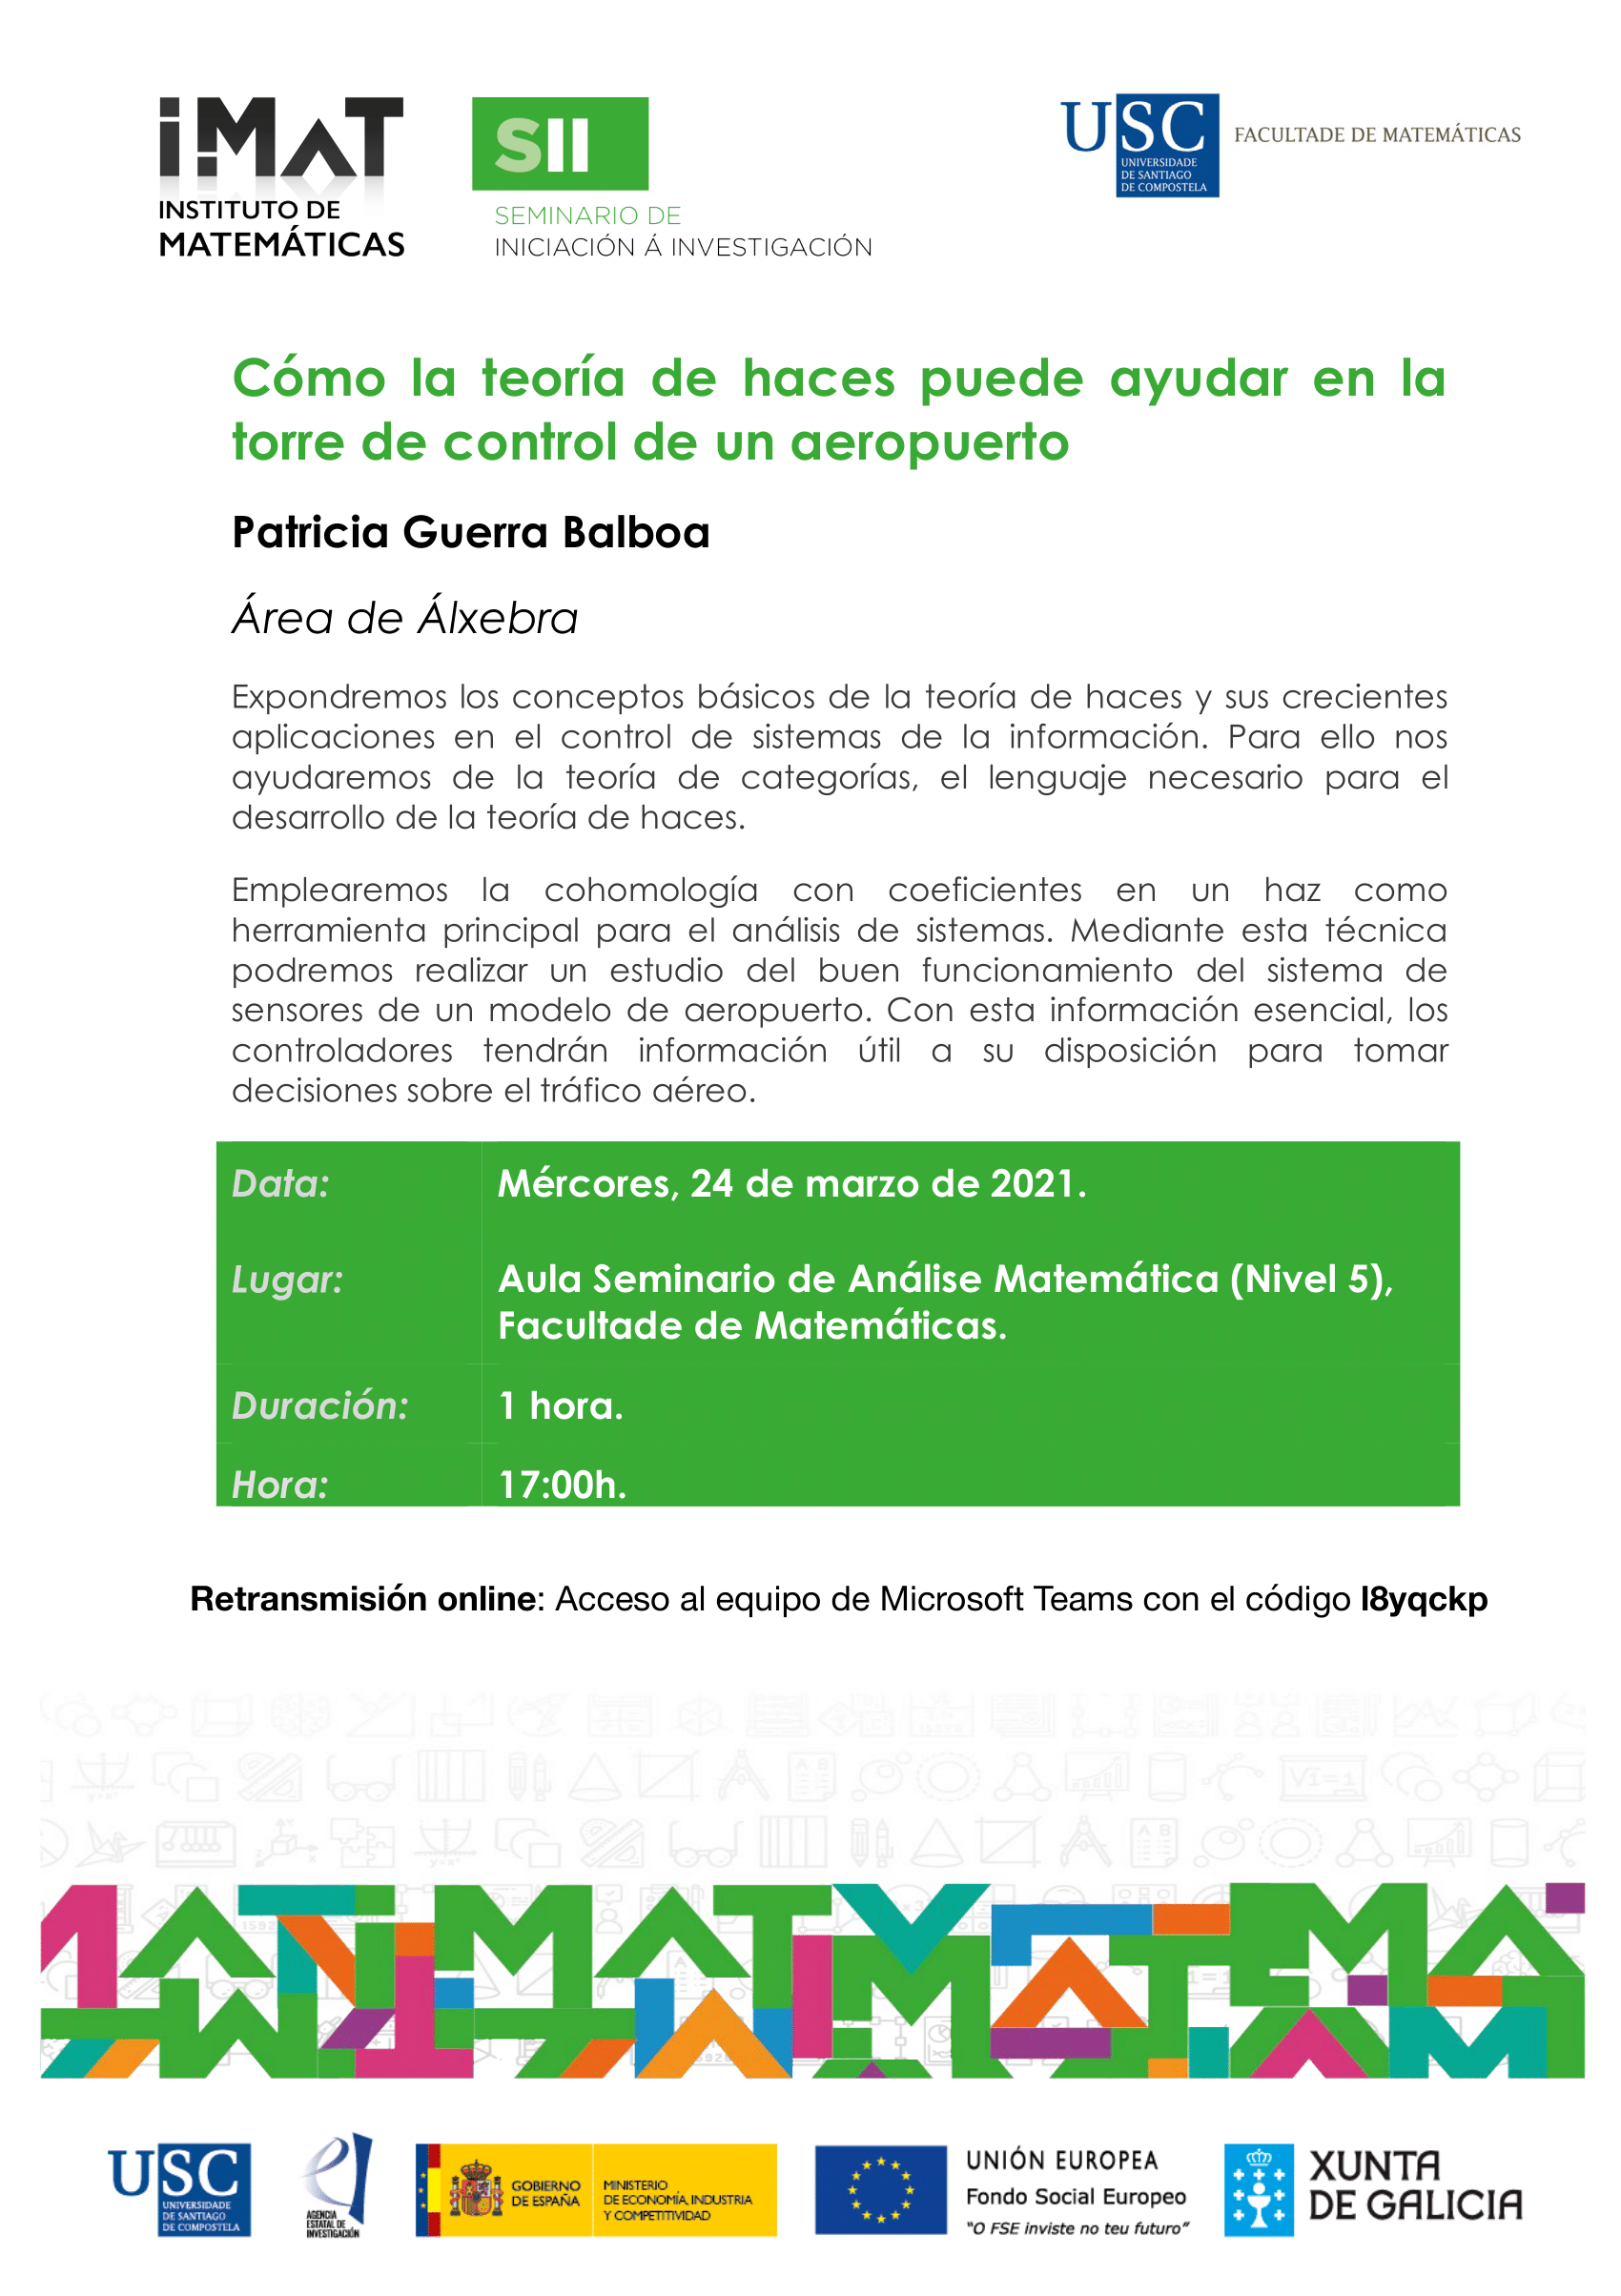 iMAT
INSTITUTO DE
MATEMÁTICAS
SII
SEMINARIO DE
INICIACIÓN Á INVESTIGACIÓN
USC
UNIVERSIDADE
DE SANTIAGO
DE COMPOSTELA
FACULTADE DE MATEMÁTICAS
Cómo la teoría de haces puede ayudar en la
torre de control de un aeropuerto
Patricia Guerra Balboa
Área de Álxebra
Expondremos los conceptos básicos de la teoría de haces y sus crecientes
aplicaciones en el control de sistemas de la información. Para ello nos
ayudaremos de la teoría de categorías, el lenguaje necesario para el
desarrollo de la teoría de haces.
Emplearemos la cohomología con coeficientes en un haz como
herramienta principal para el análisis de sistemas. Mediante esta técnica
podremos realizar un estudio del buen funcionamiento del sistema de
sensores de un modelo de aeropuerto. Con esta información esencial, los
controladores tendrán información útil a su disposición para tomar
decisiones sobre el tráfico aéreo.
Data: Mércores, 24 de marzo de 2021.
Lugar: Aula Seminario de Análise Matemática (Nivel 5),
Facultade de Matemáticas.
Duración: 1 hora.
Hora: 17:00h.
Retransmisión online: Acceso al equipo de Microsoft Teams con el código l8yqckp
USC
UNIVERSIDADE
DE SANTIAGO
DE COMPOSTELA
AGENCIA
ESTATAL DE
INVESTIGACIÓN
GOBIERNO
DE ESPAÑA
MINISTERIO
DE ECONOMÍA, INDUSTRIA
Y COMPETITIVIDAD
UNIÓN EUROPEA
Fondo Social Europeo
"O FSE inviste no teu futuro"
XUNTA
DE GALICIA